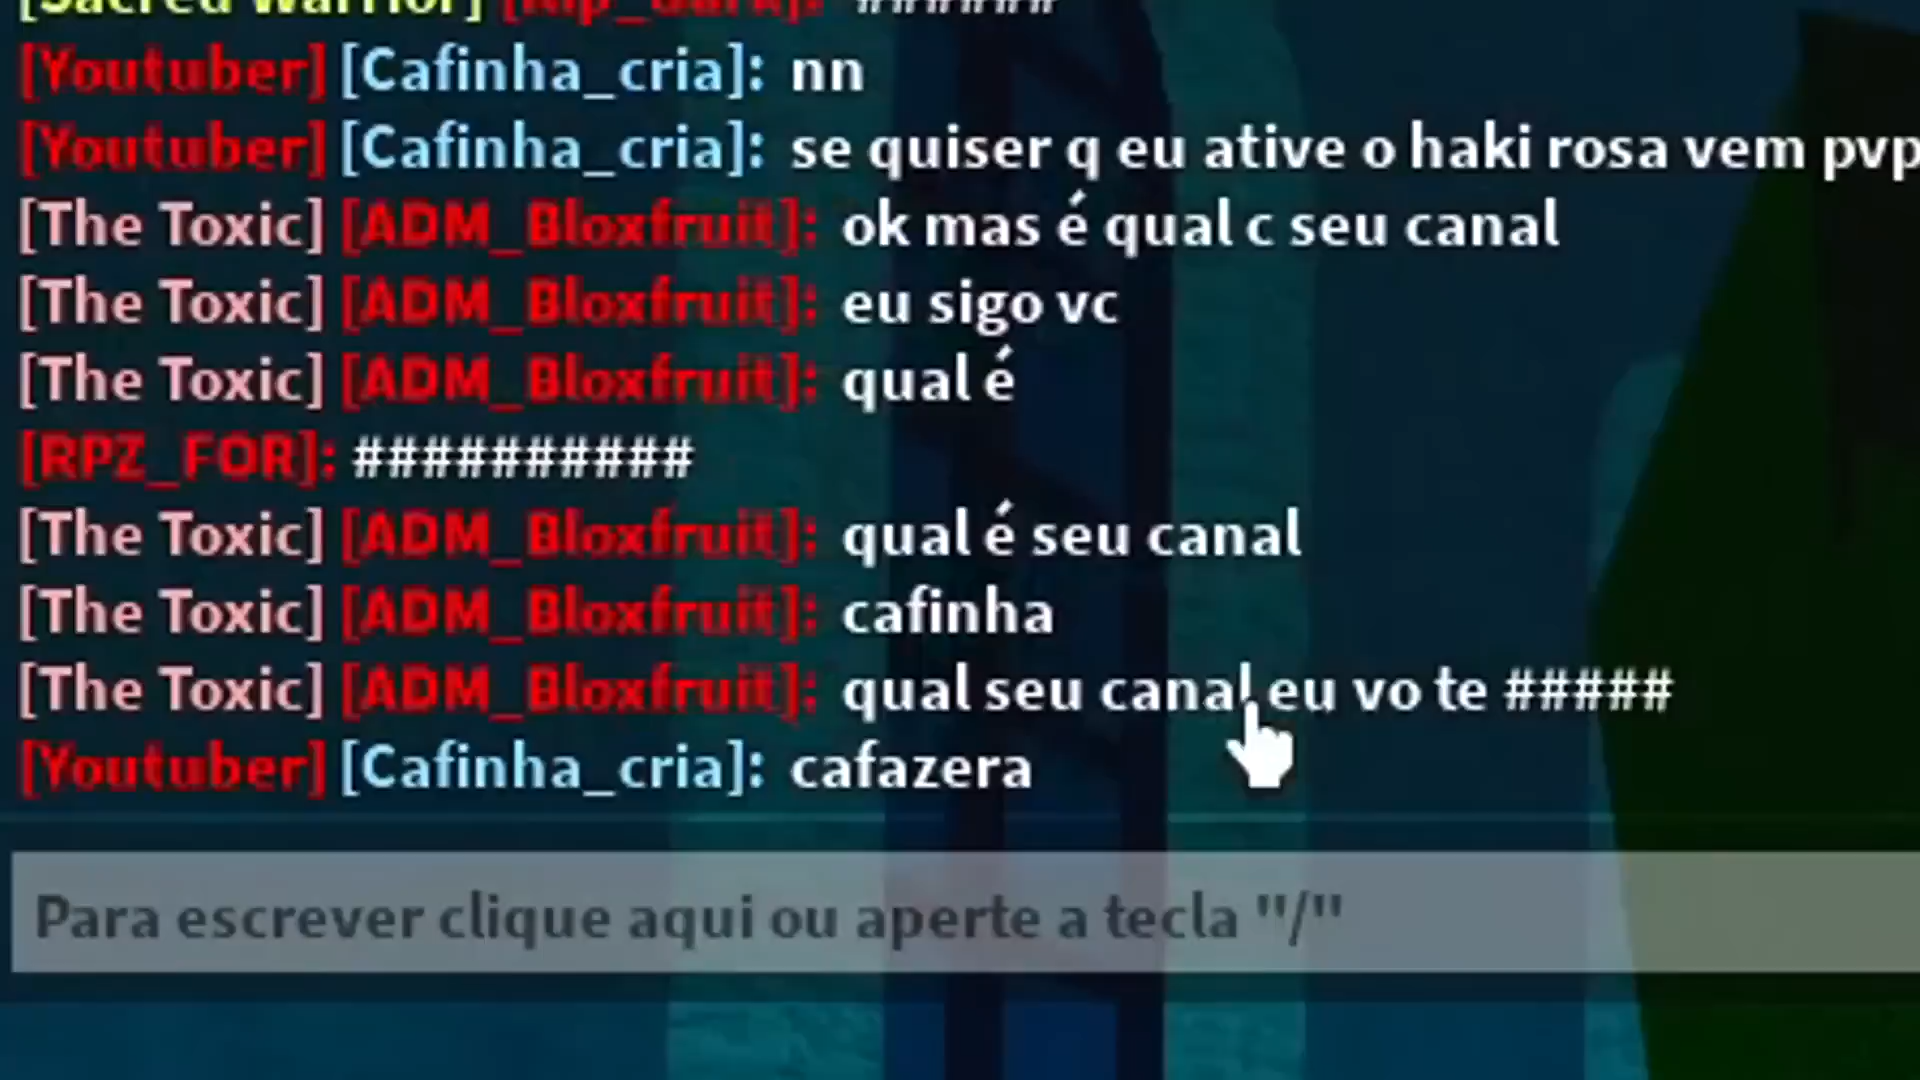 [Sacred Warrior] [Rip_dark]: ######
[Youtuber] [Cafinha_cria]: nn
[Youtuber] [Cafinha_cria]: se quiser q eu ative o haki rosa vem pvp
[The Toxic] [ADM_Bloxfruit]: ok mas é qual c seu canal
[The Toxic] [ADM_Bloxfruit]: eu sigo vc
[The Toxic] [ADM_Bloxfruit]: qual é
[RPZ_FOR]: ##########
[The Toxic] [ADM_Bloxfruit]: qual é seu canal
[The Toxic] [ADM_Bloxfruit]: cafinha
[The Toxic] [ADM_Bloxfruit]: qual seu canal eu vo te #####
[Youtuber] [Cafinha_cria]: cafazera
Para escrever clique aqui ou aperte a tecla "/"